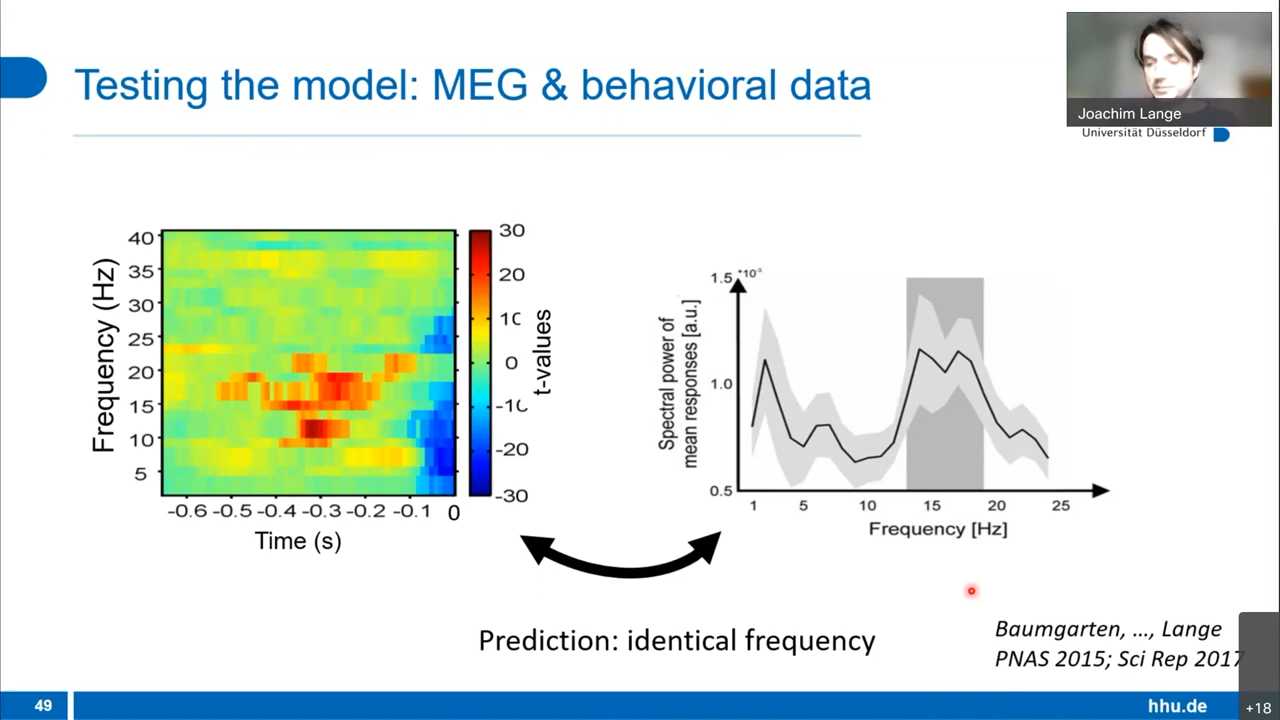 Testing the model: MEG & behavioral data
Joachim Lange
Universität Düsseldorf
Frequency (Hz)
40
35
30
25
20
15
10
5
-0.6 -0.5 -0.4 -0.3 -0.2 -0.1 0
Time (s)
30
20
10
0
-10
-20
-30
t-values
Spectral power of
mean responses [a.u.]
1.5 *10⁻³
1.0
0.5
1 5 10 15 20 25
Frequency [Hz]
Prediction: identical frequency
Baumgarten, ..., Lange
PNAS 2015; Sci Rep 2017
49
hhu.de
+18